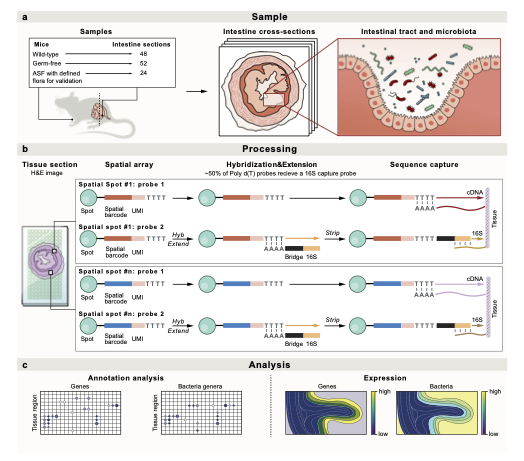 a
Sample
Samples
Mice
Intestine sections
Wild-type
48
Germ-free
52
ASF with defined
24
flora for validation
Intestine cross-sections
Intestinal tract and microbiota
b
Processing
Tissue section
H&E image
Spatial array
Hybridization&Extension
~50% of Poly d(T) probes recieve a 16S capture probe
Sequence capture
Spatial Spot #1: probe 1
TTTT
TTTT
TTTT
AAAA
cDNA
Spot
Spatial
barcode
UMI
Spatial Spot #1: probe 2
TTTT
Hyb
Extend
TTTT
AAAA
Bridge 16S
Strip
TTTT
16S
Spot
Spatial
barcode
UMI
Tissue
Spatial Spot #n: probe 1
TTTT
TTTT
TTTT
AAAA
cDNA
Spot
Spatial
barcode
UMI
Spatial Spot #n: probe 2
TTTT
Hyb
Extend
TTTT
AAAA
Bridge 16S
Strip
TTTT
16S
Spot
Spatial
barcode
UMI
Tissue
c
Analysis
Annotation analysis
Genes
Tissue region
Bacteria genera
Tissue region
Expression
Genes
high
low
Bacteria
high
low